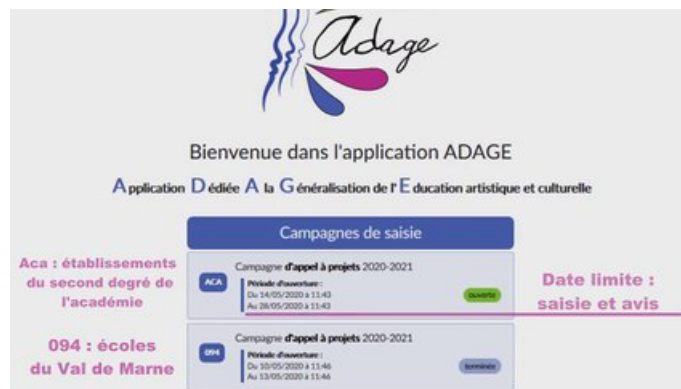 Adage
Bienvenue dans l'application ADAGE
Application Dédiée A la Généralisation de l'Education artistique et culturelle
Campagnes de saisie
Aca : établissements
du second degré de
l'académie
ACA
Campagne d'appel à projets 2020-2021
Période d'ouverture :
Du 14/05/2020 à 11:43
Au 28/05/2020 à 11:43
ouverte
Date limite :
saisie et avis
094 : écoles
du Val de Marne
094
Campagne d'appel à projets 2020-2021
Période d'ouverture :
Du 10/05/2020 à 11:46
Au 13/05/2020 à 11:46
terminée